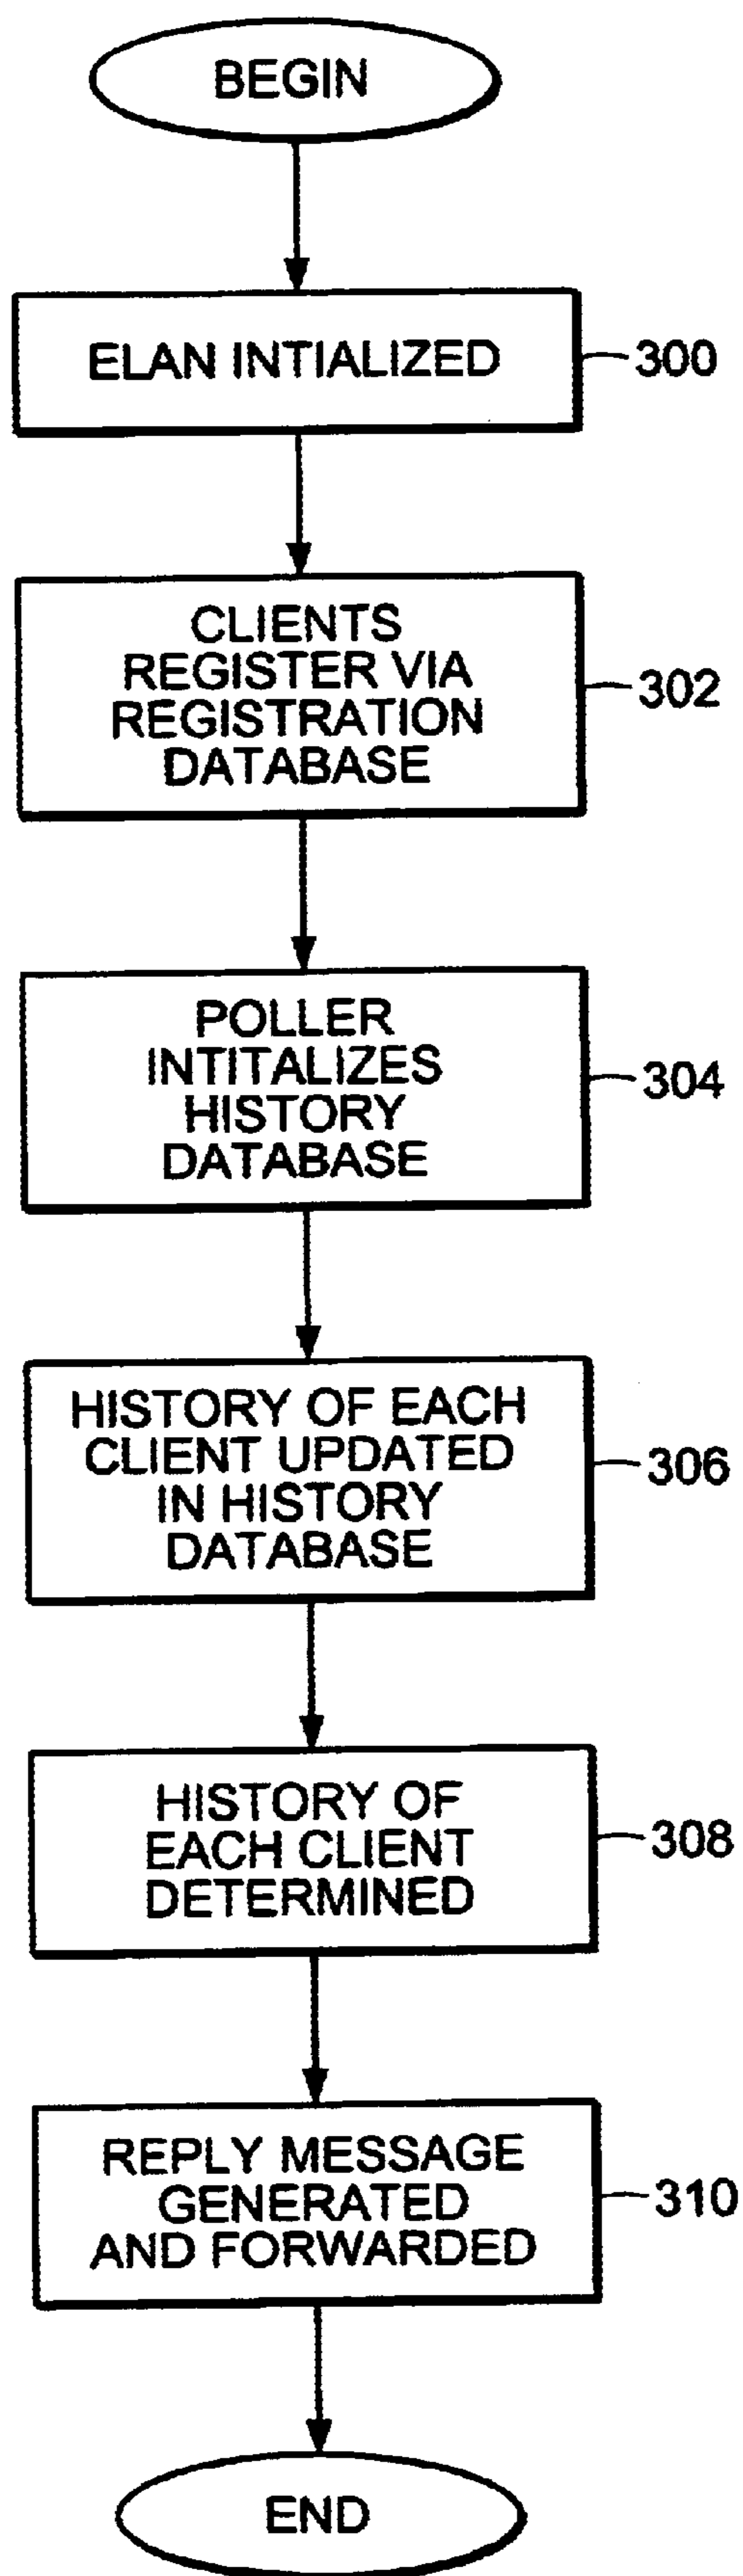 BEGIN
ELAN INTIALIZED
300
CLIENTS
REGISTER VIA
REGISTRATION
DATABASE
302
POLLER
INTITALIZES
HISTORY
DATABASE
304
HISTORY OF EACH
CLIENT UPDATED
IN HISTORY
DATABASE
306
HISTORY OF
EACH CLIENT
DETERMINED
308
REPLY MESSAGE
GENERATED
AND FORWARDED
310
END